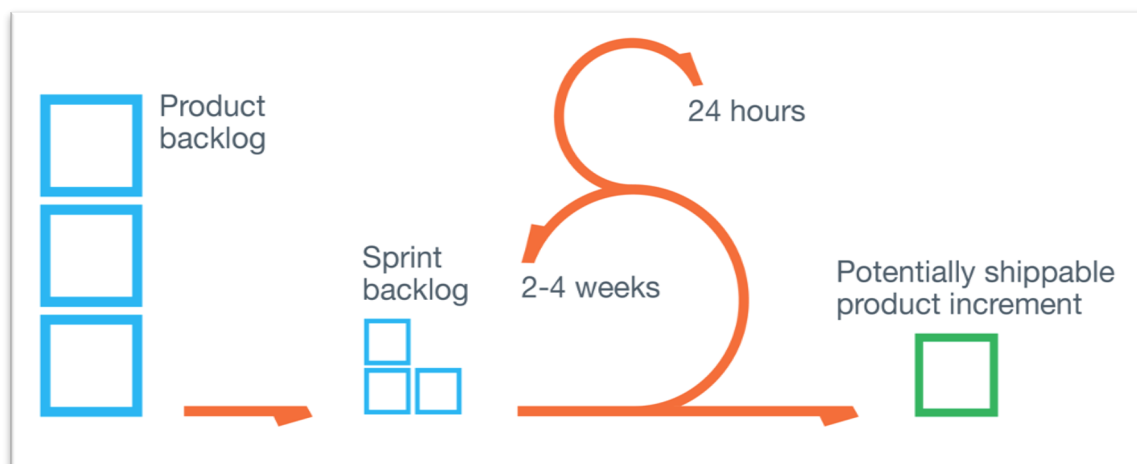 Product
backlog
24 hours
Sprint
backlog
2-4 weeks
Potentially shippable
product increment